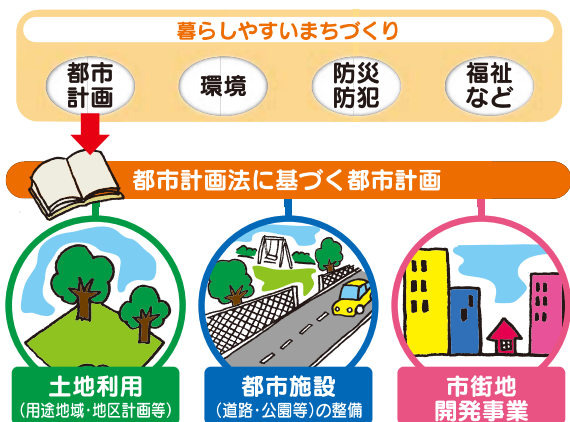 暮らしやすいまちづくり
都市
計画
環境
防災
防犯
福祉
など
都市計画法に基づく都市計画
土地利用
(用途地域・地区計画等)
都市施設
(道路・公園等)の整備
市街地
開発事業